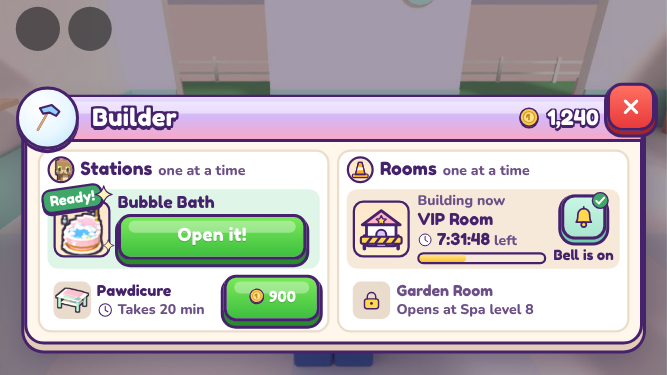 Builder
1,240
Stations one at a time
Ready!
Bubble Bath
Open it!
Pawdicure
Takes 20 min
900
Rooms one at a time
Building now
VIP Room
7:31:48 left
Bell is on
Garden Room
Opens at Spa level 8